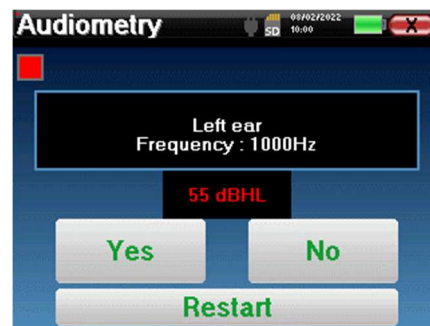 Audiometry
SD
08/02/2022
10:00
X
Left ear
Frequency : 1000Hz
55 dBHL
Yes
No
Restart